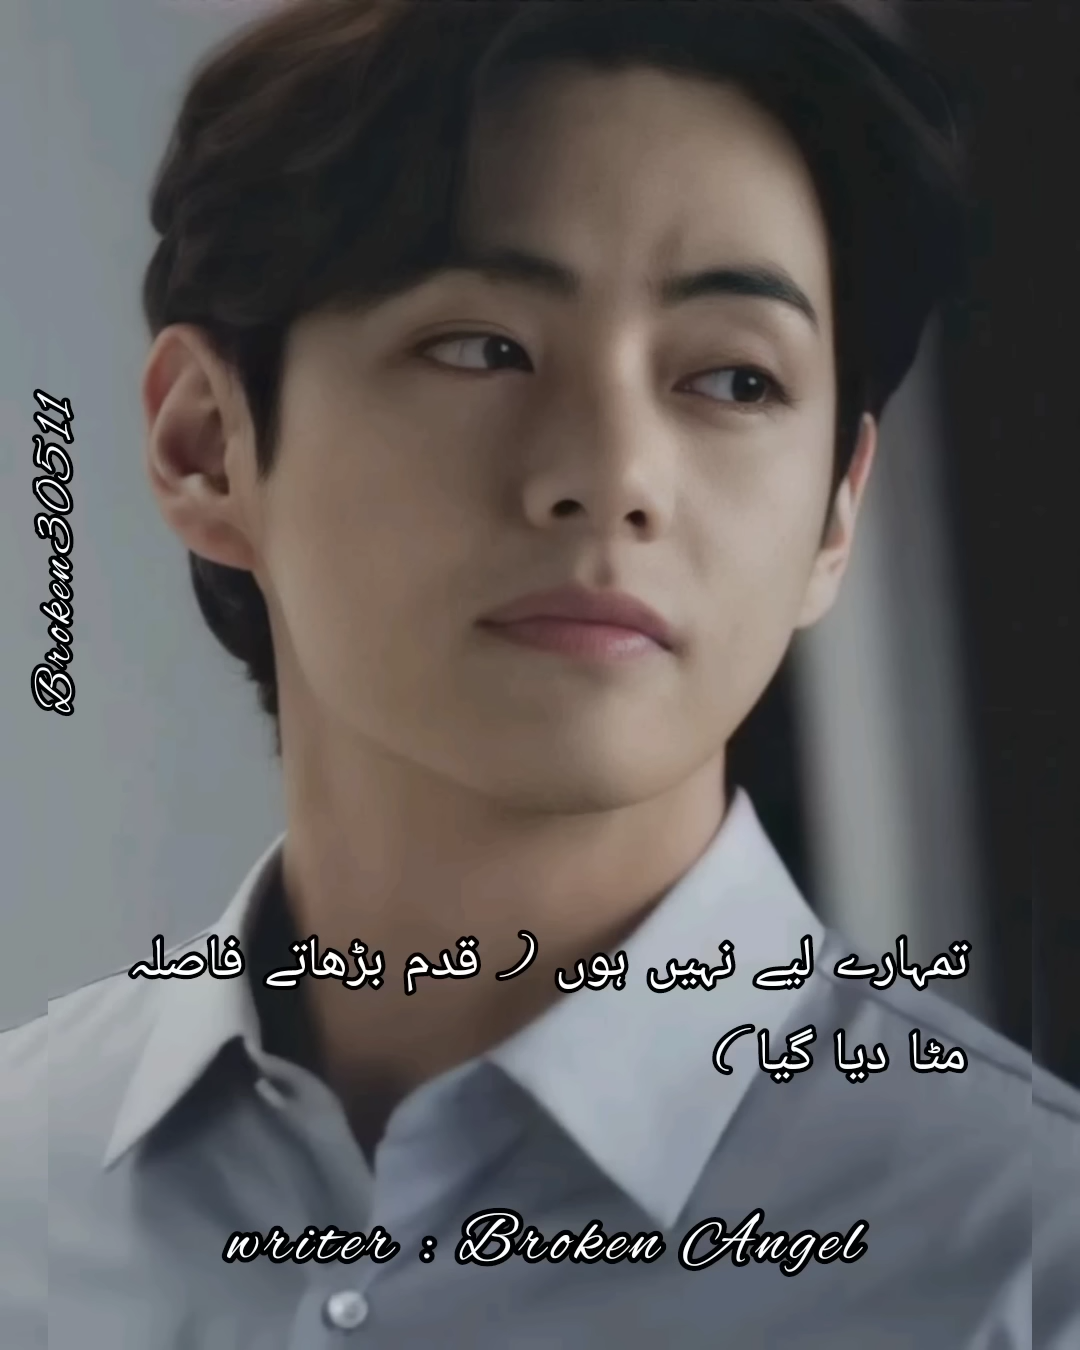 Broken30511
تمہارے لیے نہیں ہوں ( قدم بڑھاتے فاصلہ
مٹا دیا گیا )
writer : Broken Angel